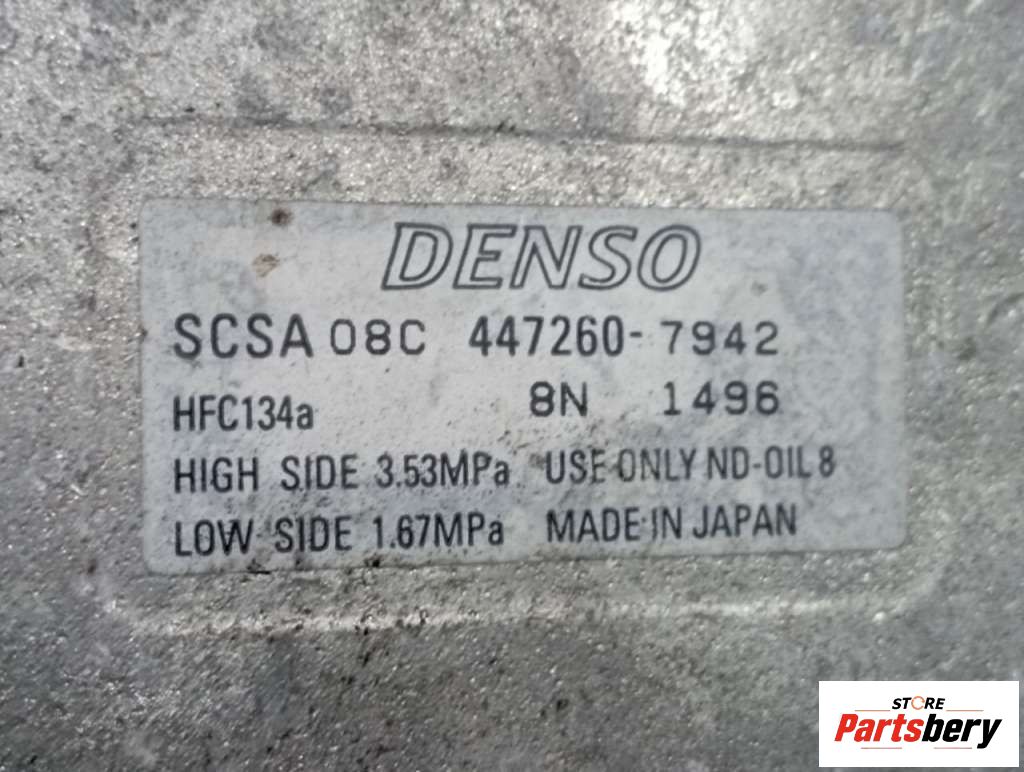 DENSO
SCSA 08C 447260-7942
HFC134a 8N 1496
HIGH SIDE 3.53MPa USE ONLY ND-OIL 8
LOW SIDE 1.67MPa MADE IN JAPAN
STORE
Partsbery